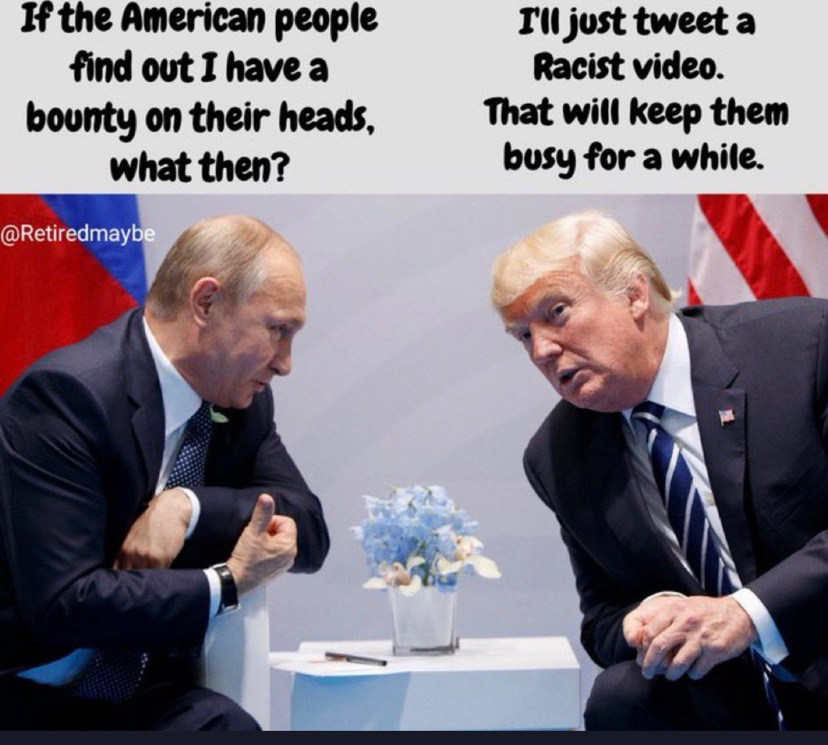 If the American people
find out I have a
bounty on their heads,
what then?
I'll just tweet a
Racist video.
That will keep them
busy for a while.
@Retiredmaybe